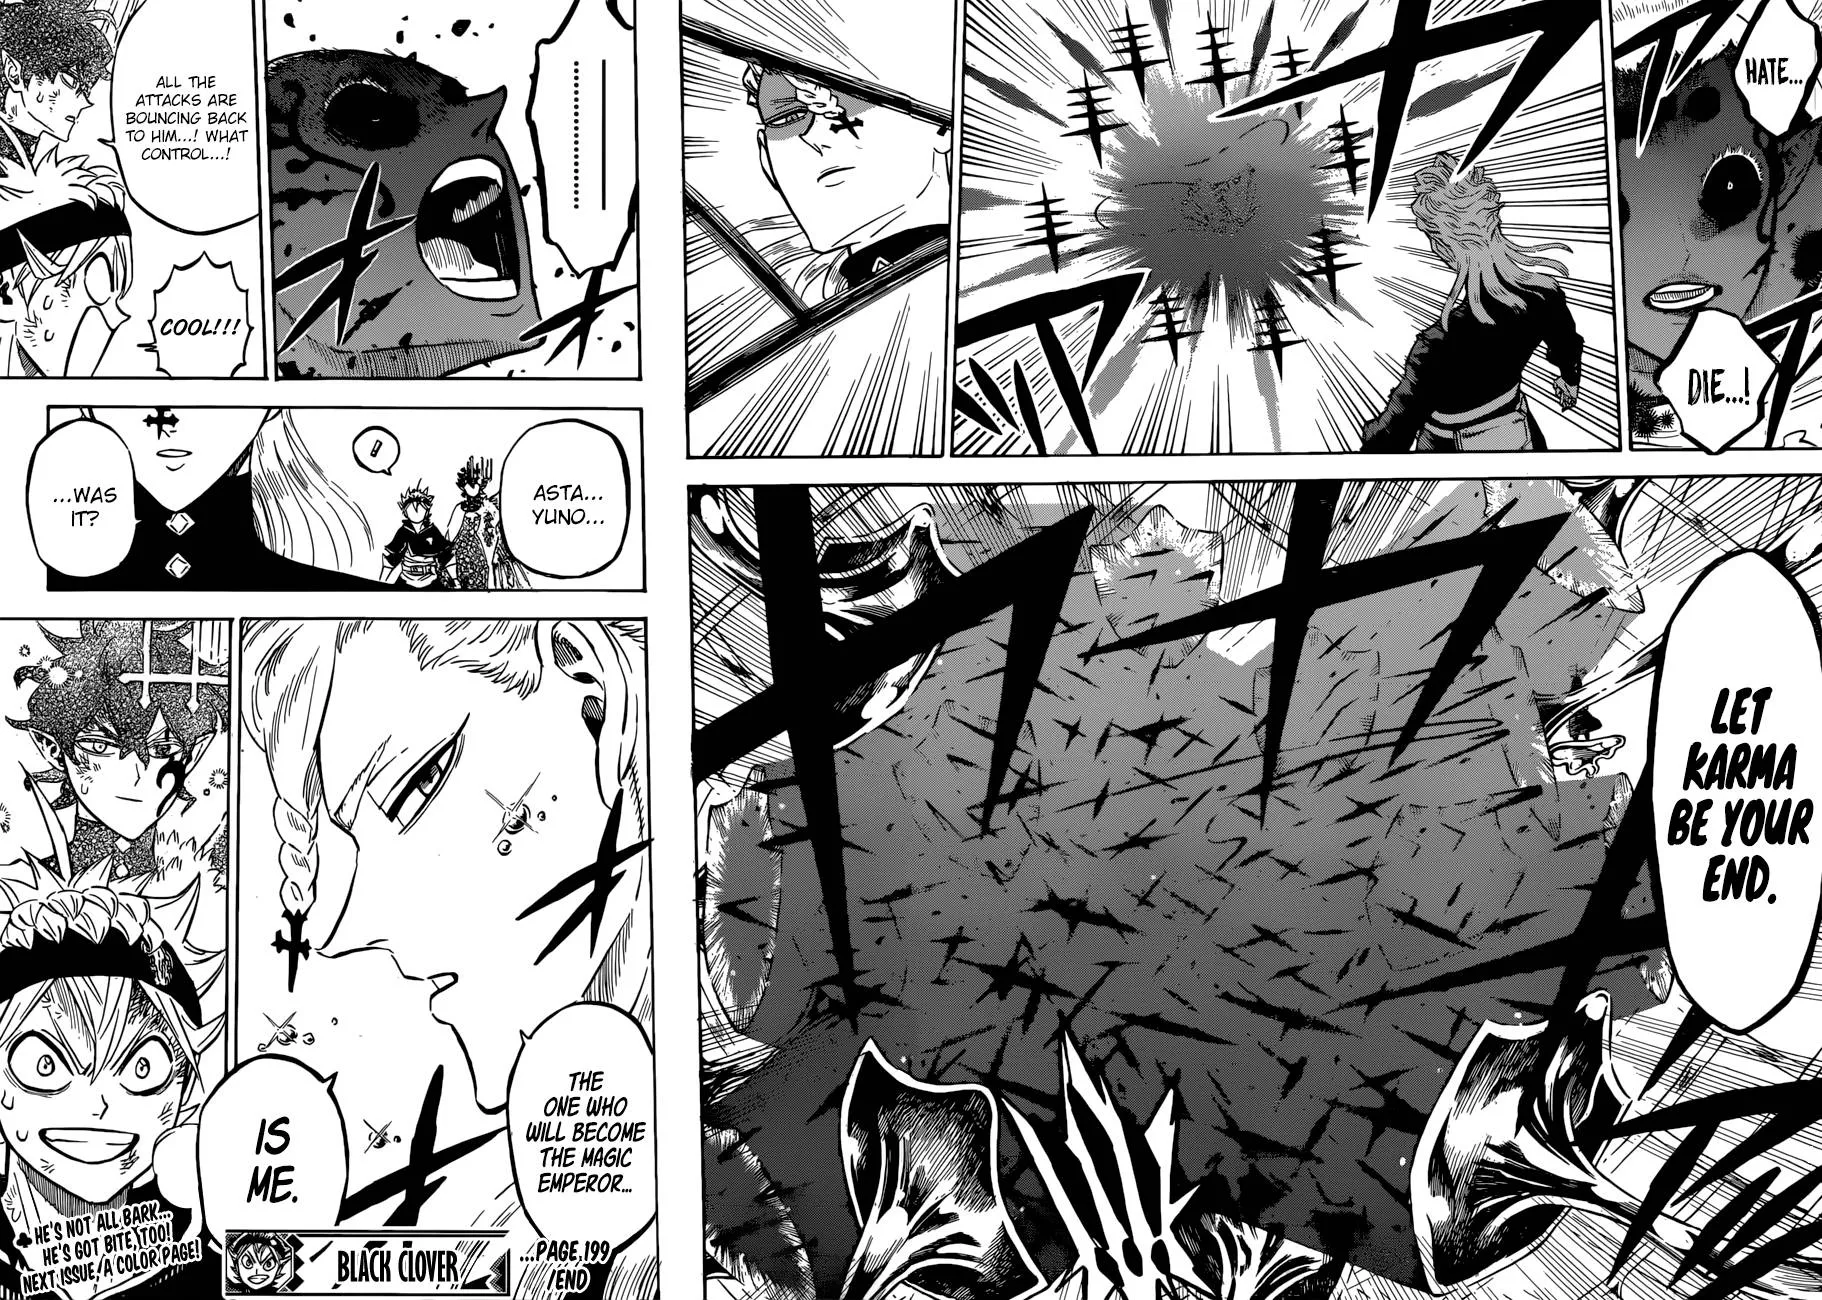 HATE...
DIE...!
LET
KARMA
BE YOUR
END.
ALL THE
ATTACKS ARE
BOUNCING BACK
TO HIM...! WHAT
CONTROL...!
COOL!!!
ASTA...
YUNO...
...WAS
IT?
THE
ONE WHO
WILL BECOME
THE MAGIC
EMPEROR...
IS
ME.
HE'S NOT ALL BARK...
HE'S GOT BITE, TOO!
NEXT ISSUE, A COLOR PAGE!
BLACK CLOVER
...PAGE.199
/END